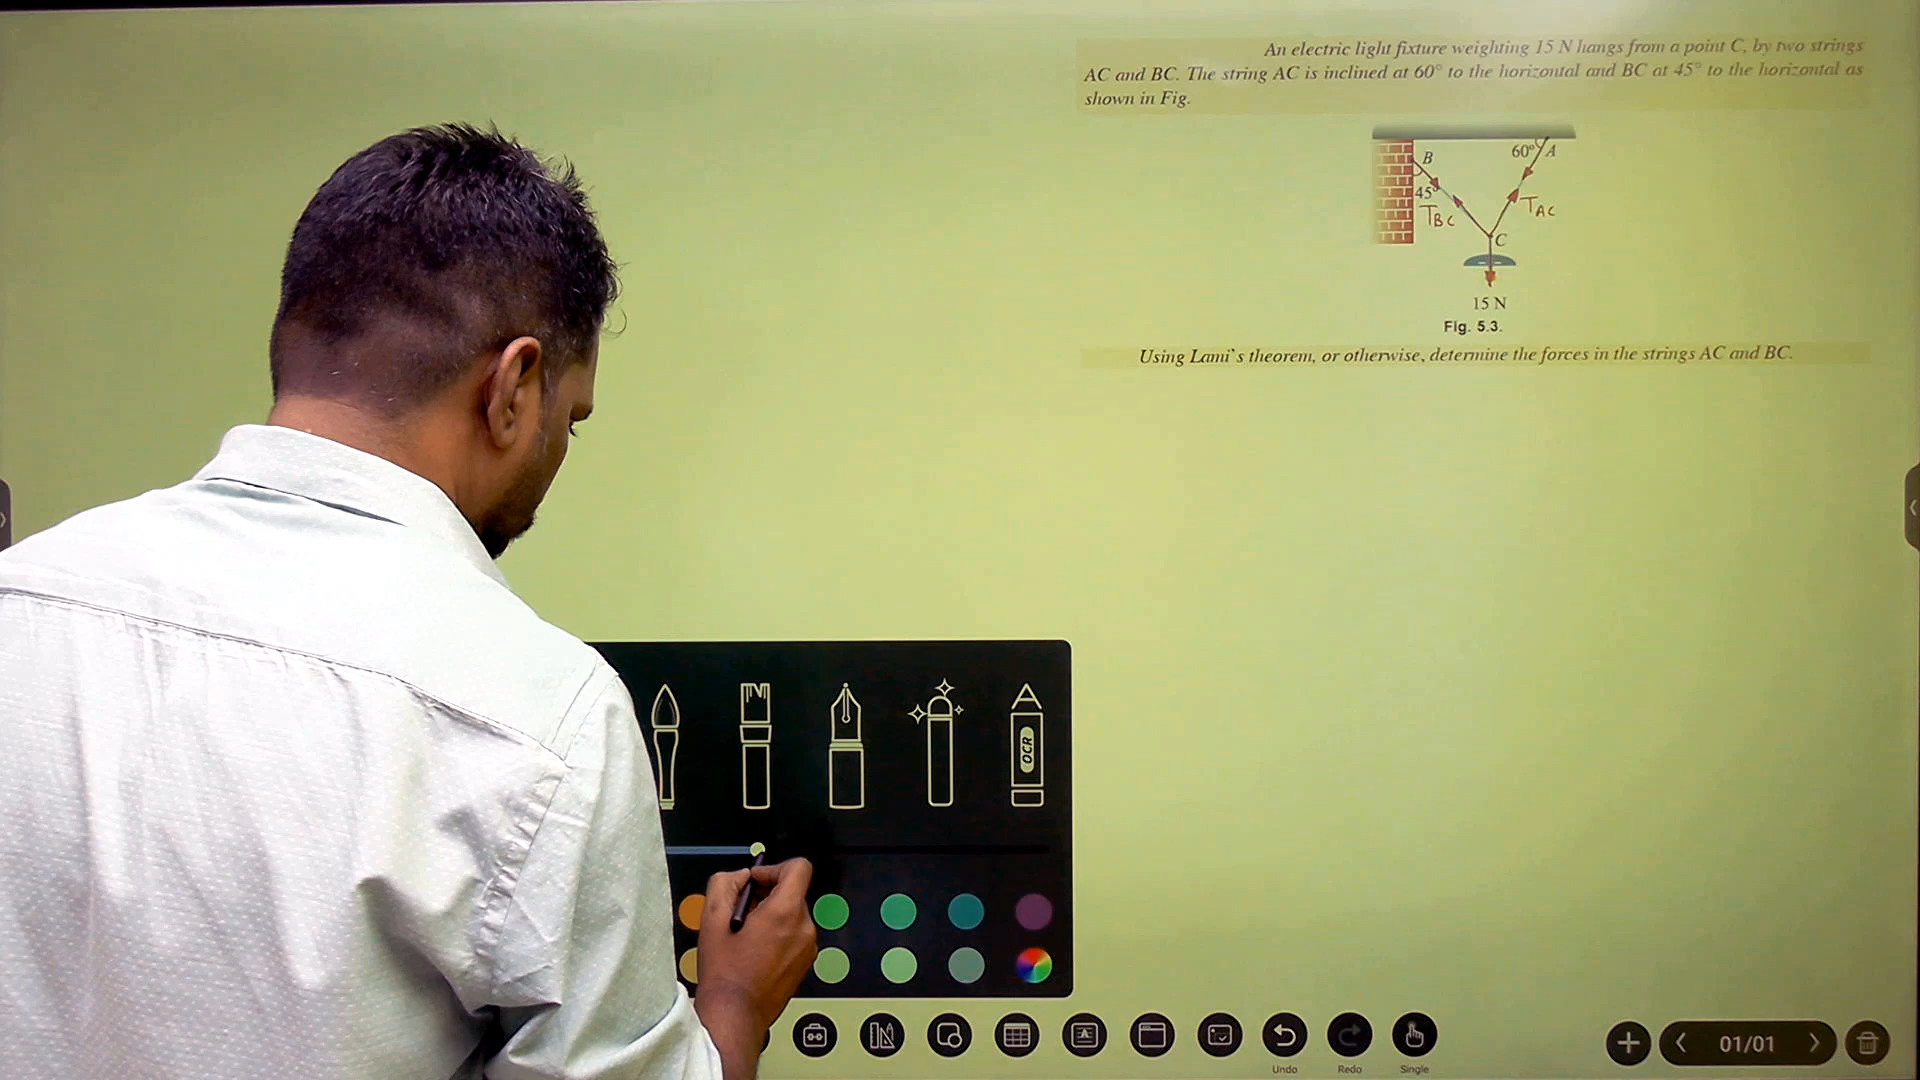 An electric light fixture weighting 15 N hangs from a point C, by two strings
AC and BC. The string AC is inclined at 60° to the horizontal and BC at 45° to the horizontal as
shown in Fig.
B
60°
A
45°
TBC
TAC
C
15 N
Fig. 5.3.
Using Lami's theorem, or otherwise, determine the forces in the strings AC and BC.
OCR
A
Undo
Redo
Single
01/01